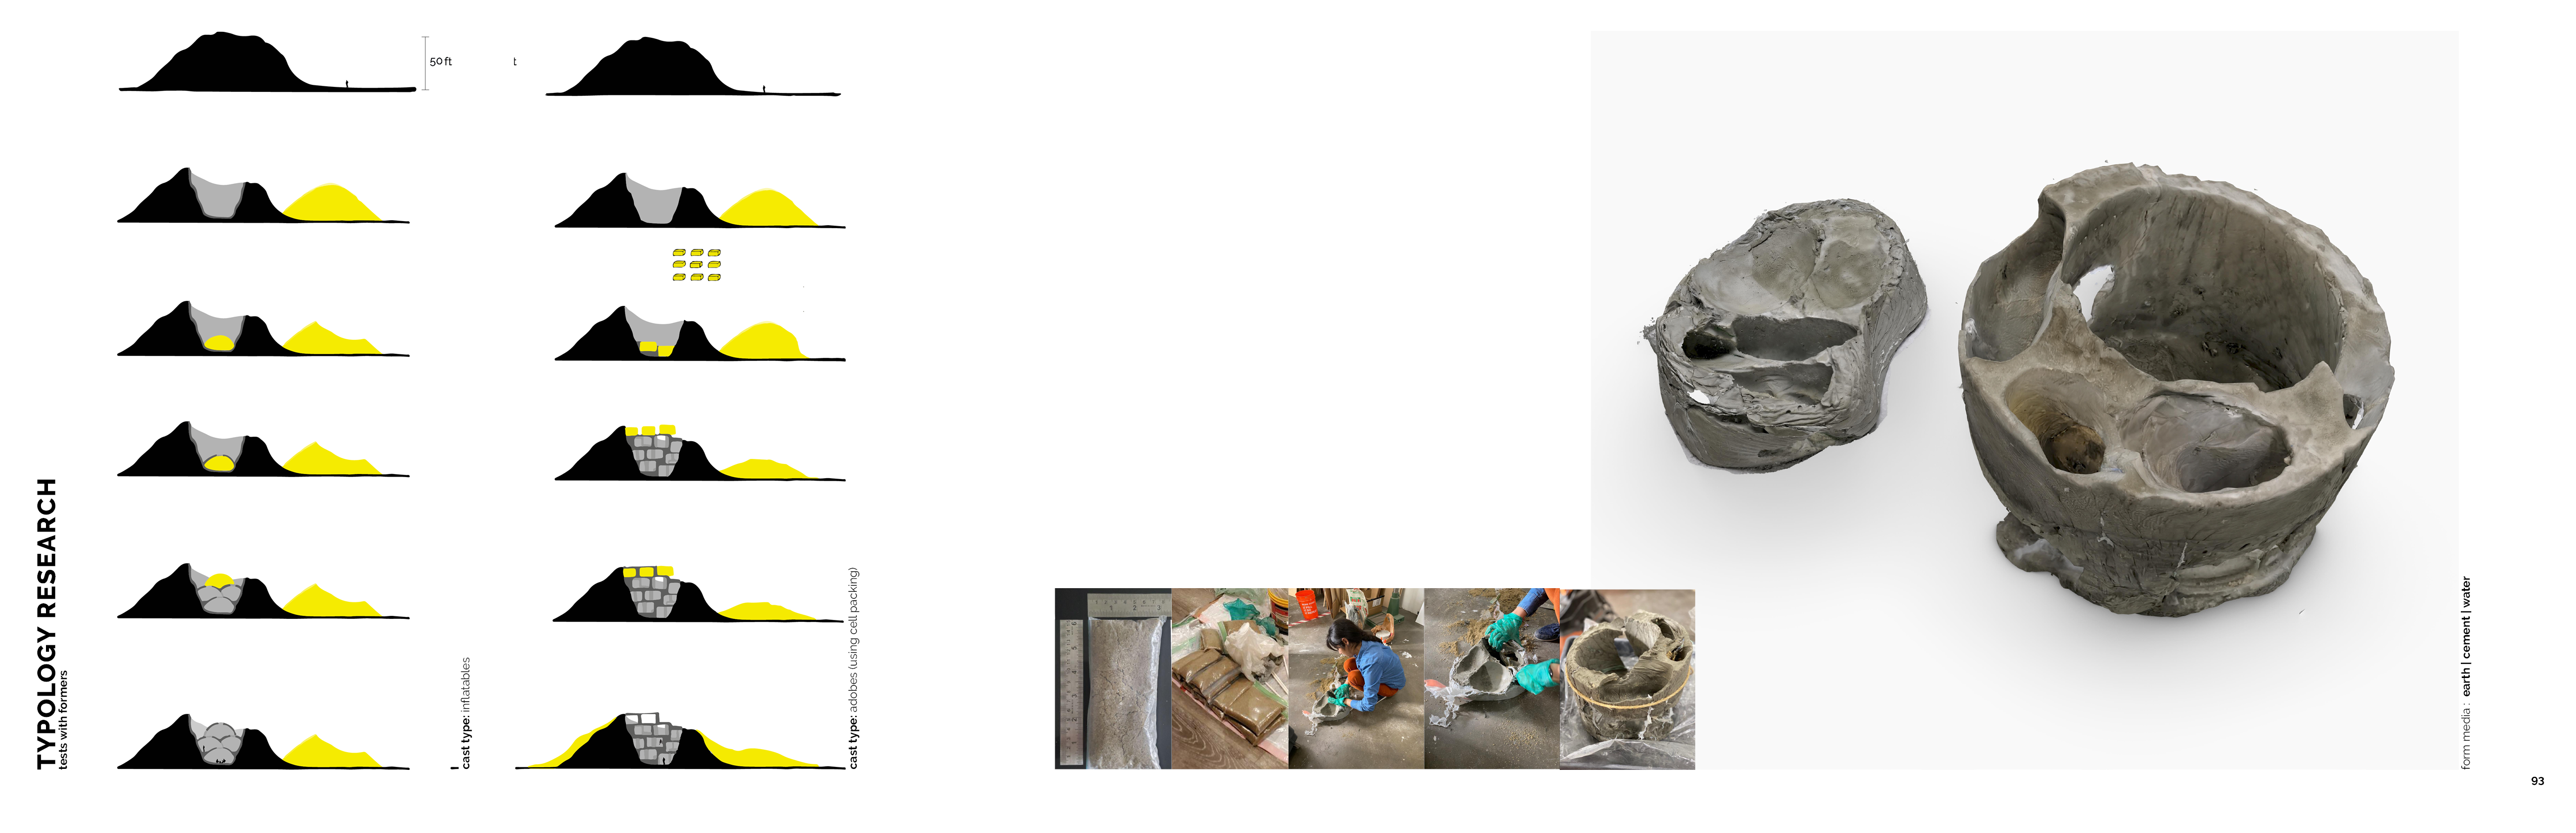 50 ft
t
TYPOLOGY RESEARCH
tests with formers
cast type: inflatables
cast type: adobes (using cell packing)
form media : earth | cement | water
93